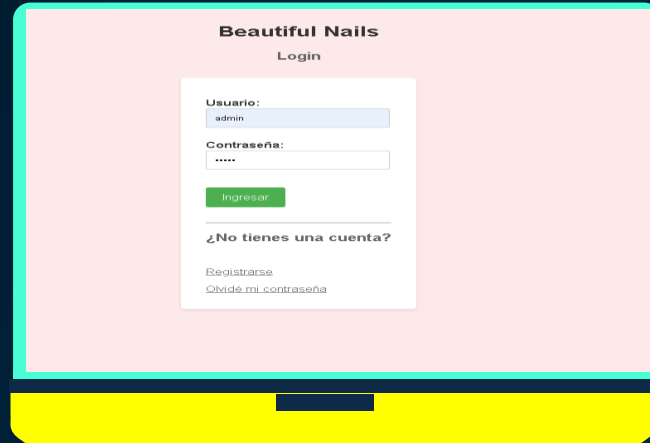 Beautiful Nails
Login
Usuario:
admin
Contraseña:
•••••
Ingresar
¿No tienes una cuenta?
Registrarse
Olvidé mi contraseña